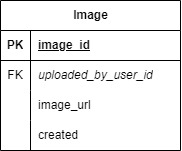 Image
PK image_id
FK uploaded_by_user_id
image_url
created